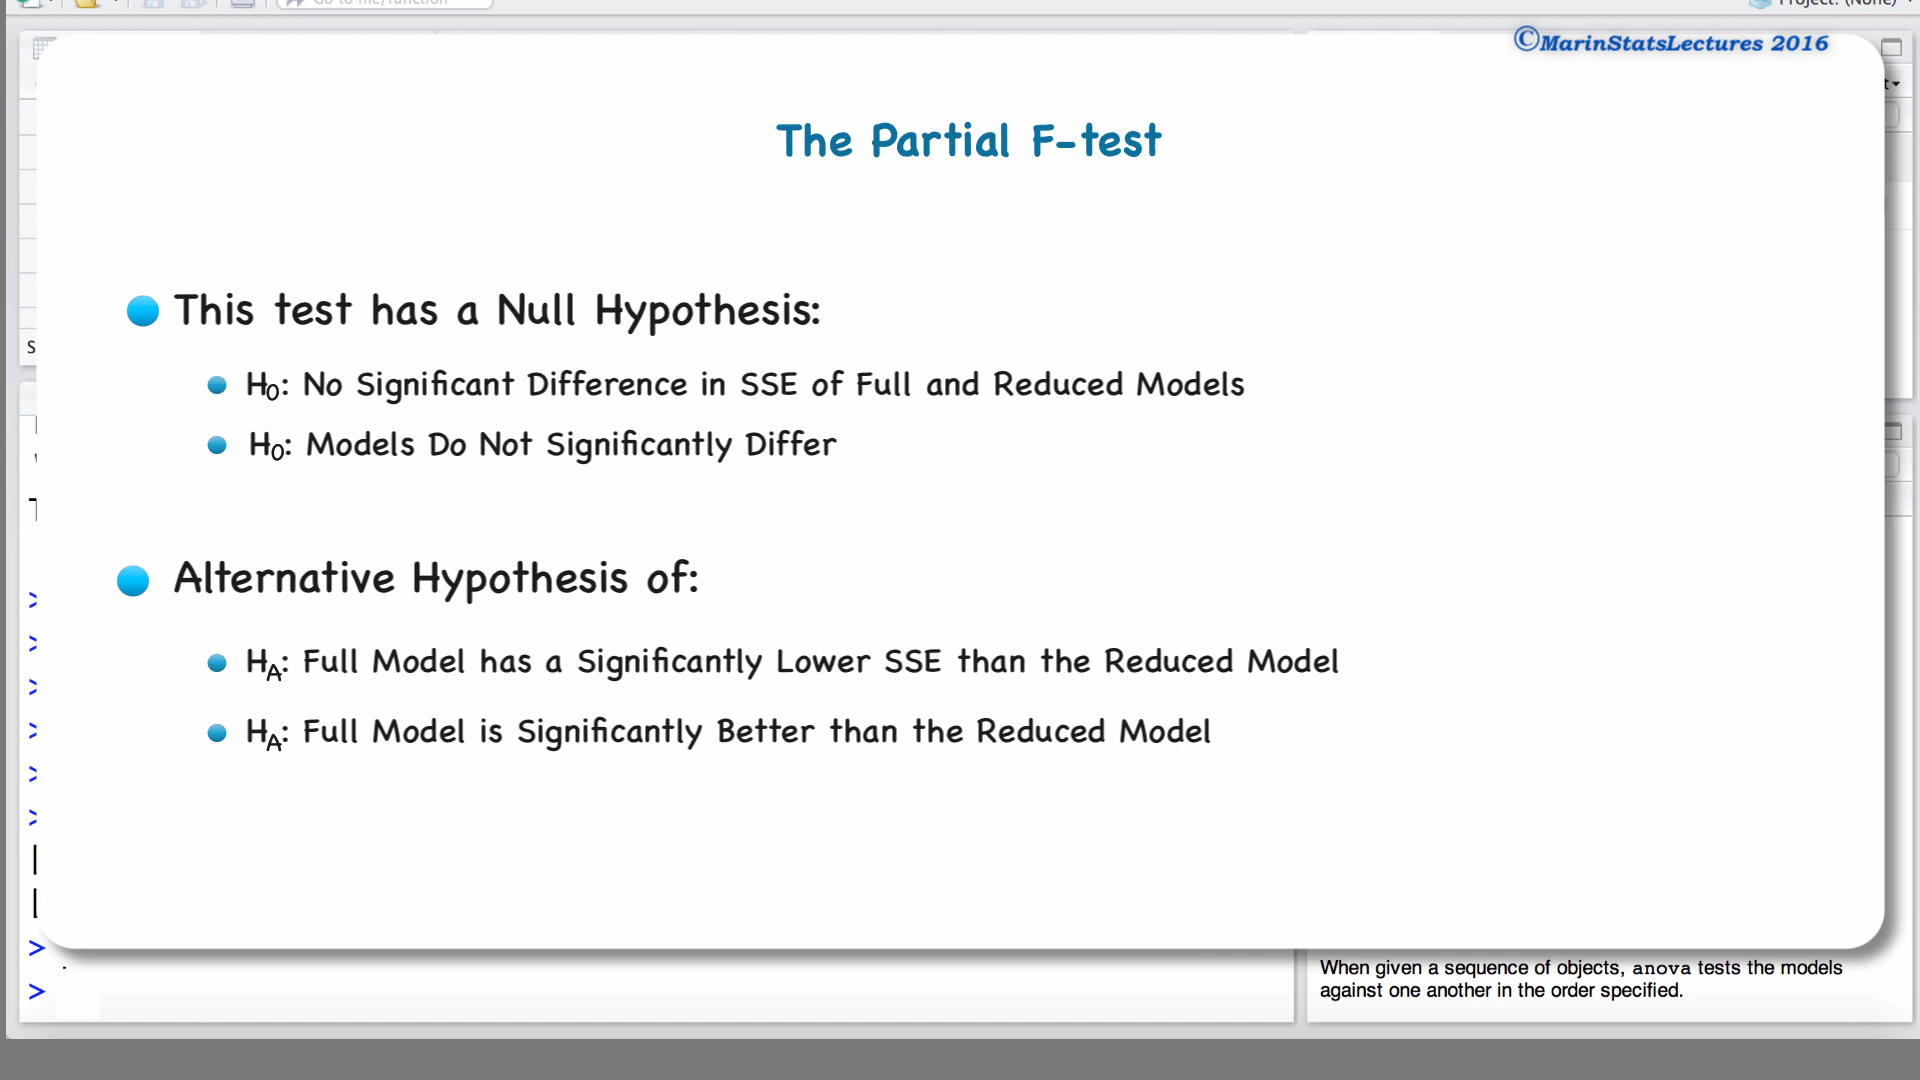 ©MarinStatsLectures 2016
The Partial F-test
This test has a Null Hypothesis:
H0: No Significant Difference in SSE of Full and Reduced Models
H0: Models Do Not Significantly Differ
Alternative Hypothesis of:
HA: Full Model has a Significantly Lower SSE than the Reduced Model
HA: Full Model is Significantly Better than the Reduced Model
>
>
>
>
>
>
>
>
When given a sequence of objects, anova tests the models
against one another in the order specified.